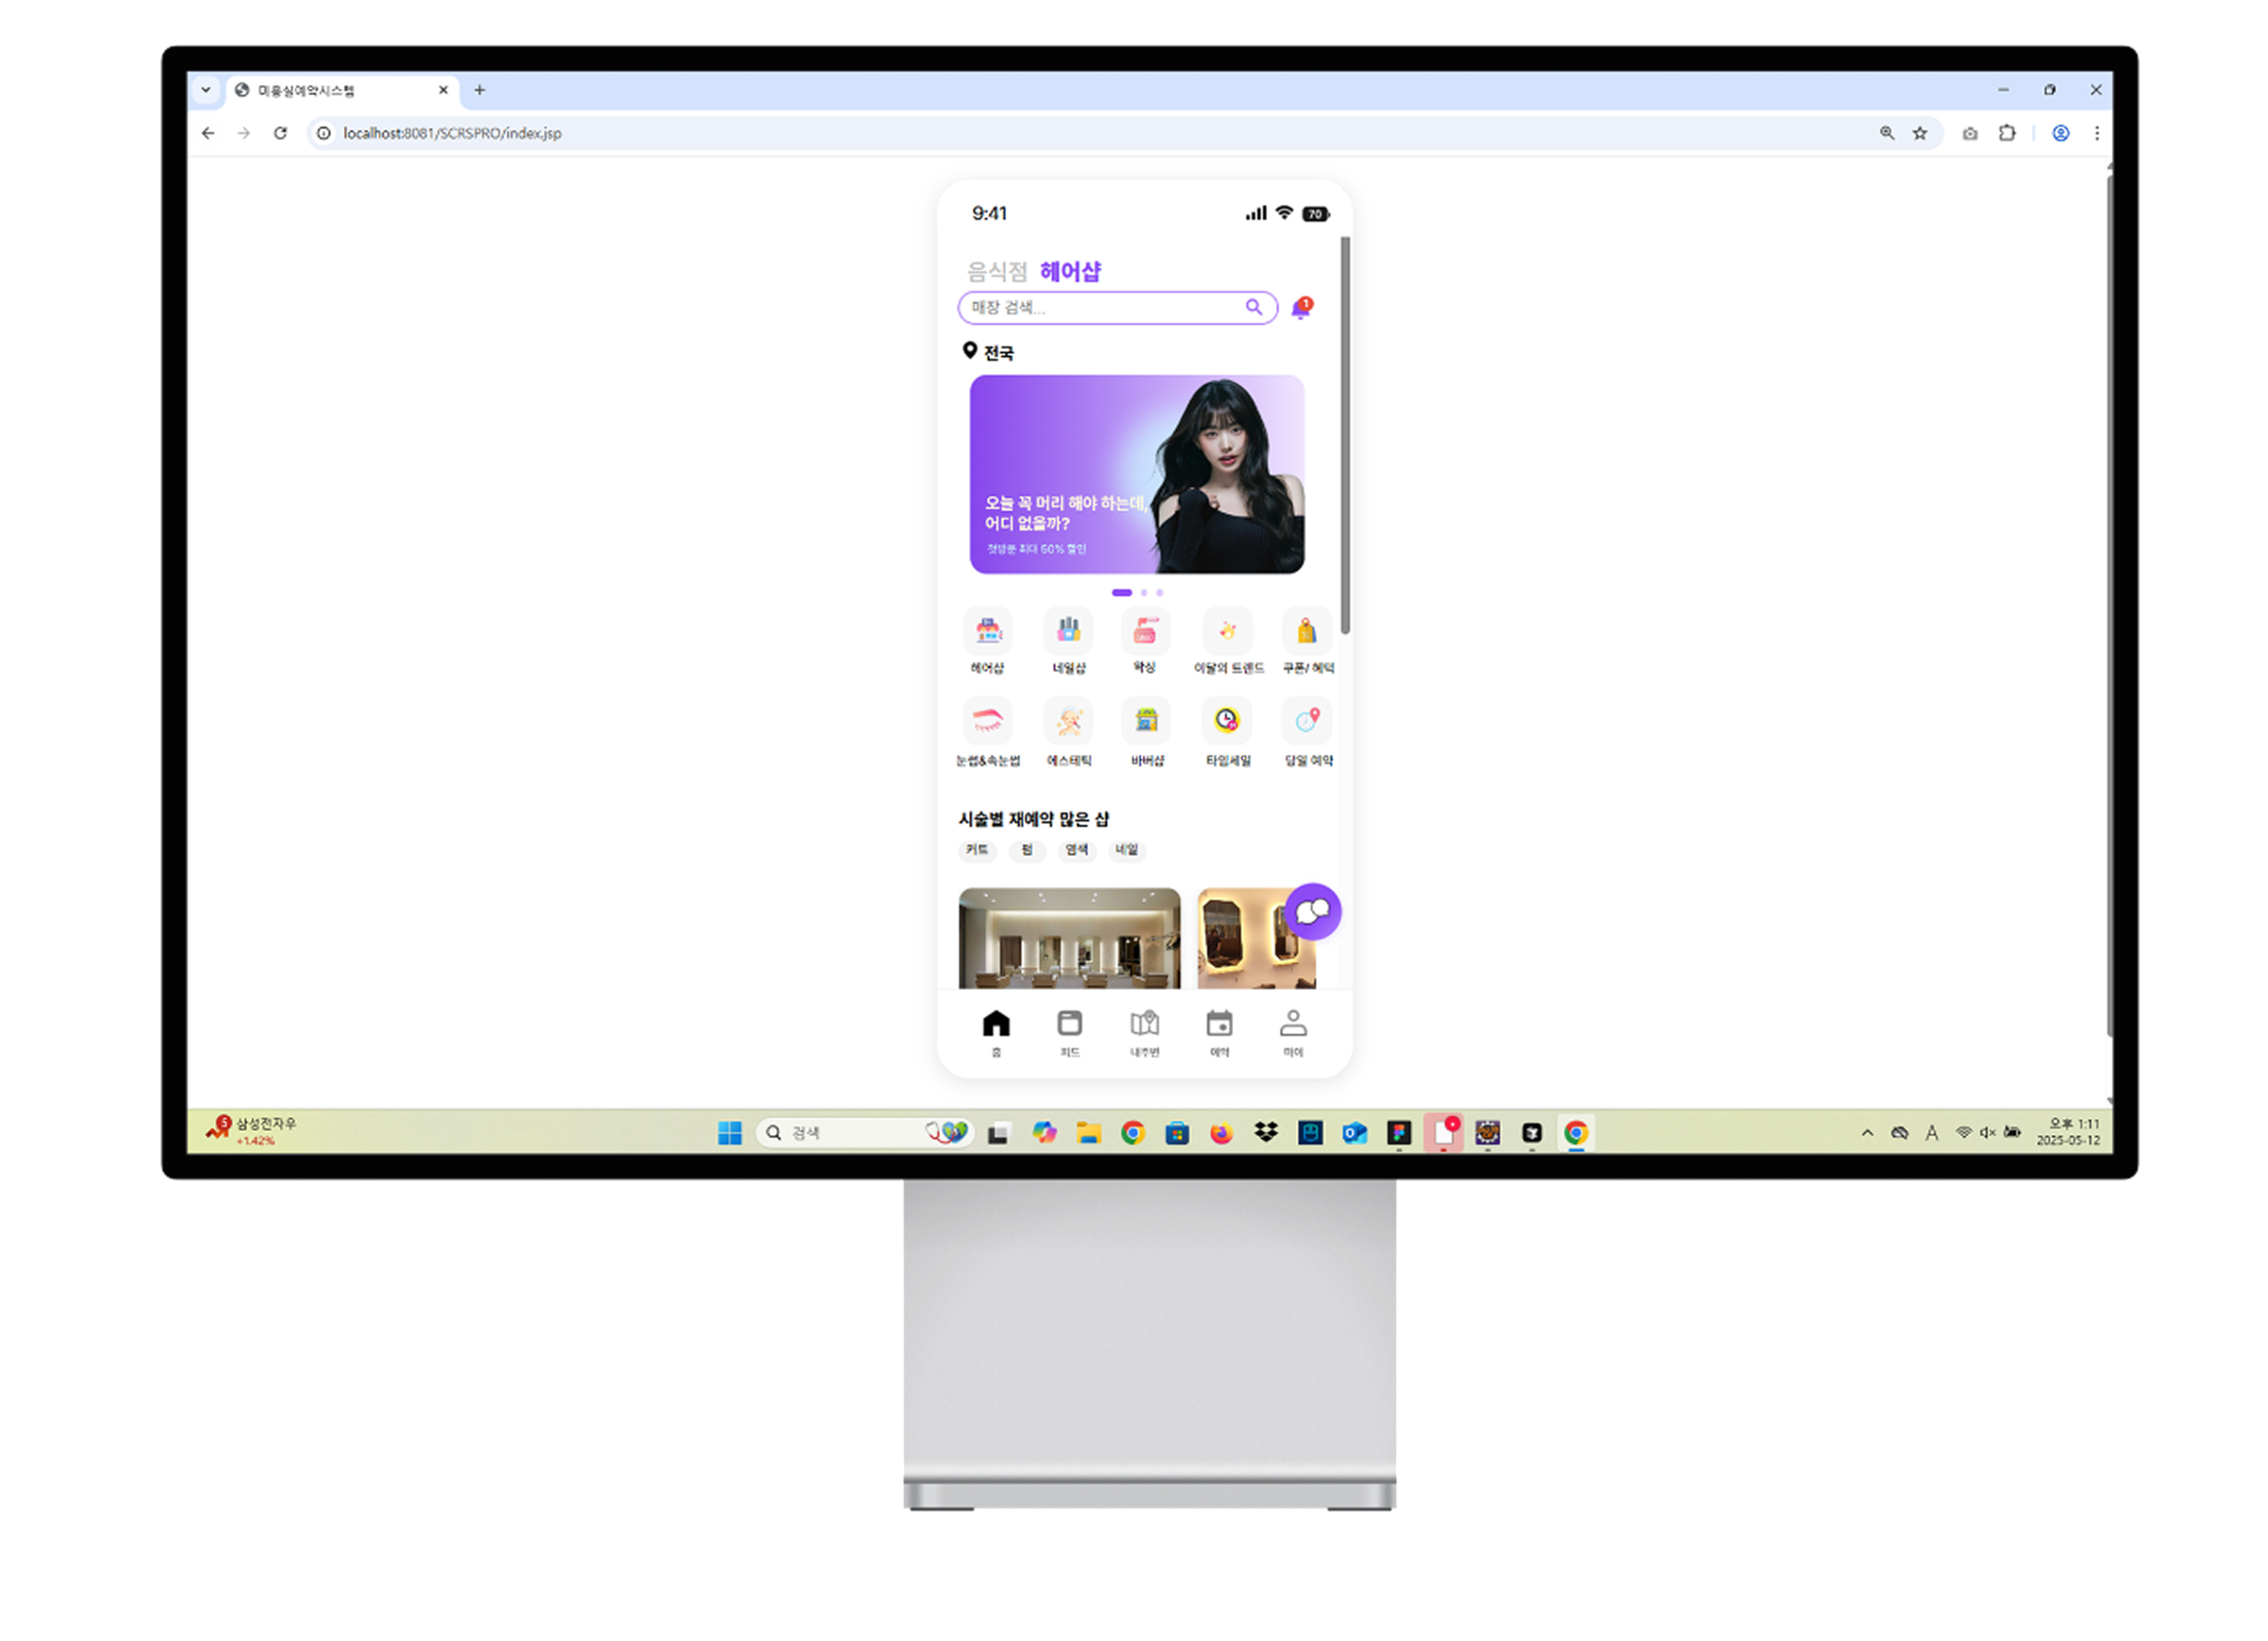 미용실예약시스템
localhost:8081/SCRSPRO/index.jsp
9:41
70
음식점 헤어샵
매장 검색...
1
전국
오늘 꼭 머리 해야 하는데,
어디 없을까?
첫방문 최대 50% 할인
헤어샵 네일샵 왁싱 이달의 트렌드 쿠폰/ 혜택
눈썹&속눈썹 에스테틱 바버샵 타임세일 당일 예약
시술별 재예약 많은 샵
커트 펌 염색 네일
홈 피드 내주변 예약 마이
5
삼성전자우
+1.42%
검색
A
오후 1:11
2025-05-12